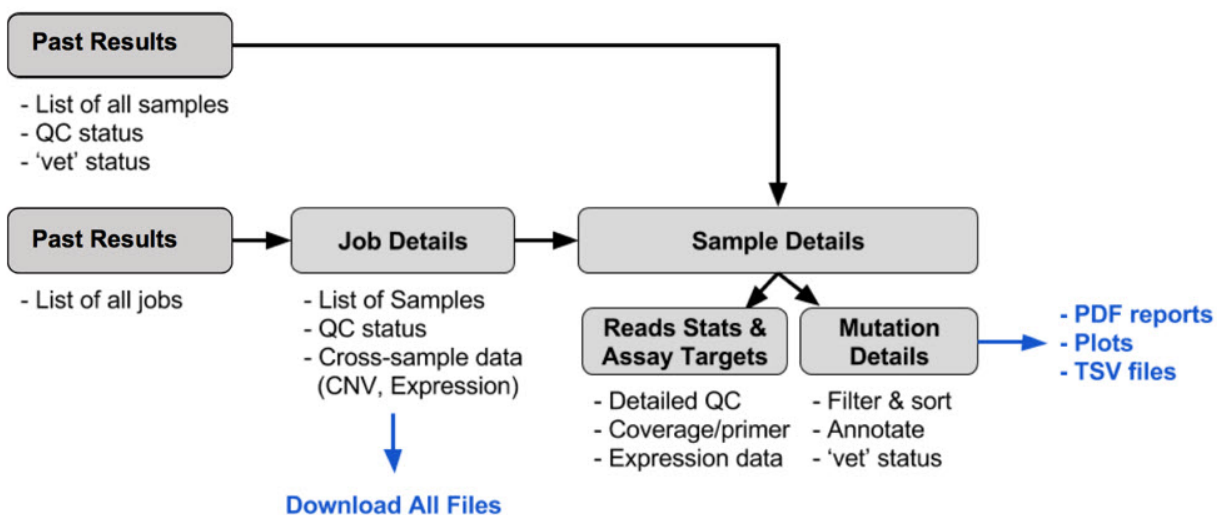 Past Results
- List of all samples
- QC status
- ‘vet’ status
Past Results
- List of all jobs
Job Details
- List of Samples
- QC status
- Cross-sample data
(CNV, Expression)
Download All Files
Sample Details
Reads Stats &
Assay Targets
- Detailed QC
- Coverage/primer
- Expression data
Mutation
Details
- Filter & sort
- Annotate
- ‘vet’ status
- PDF reports
- Plots
- TSV files